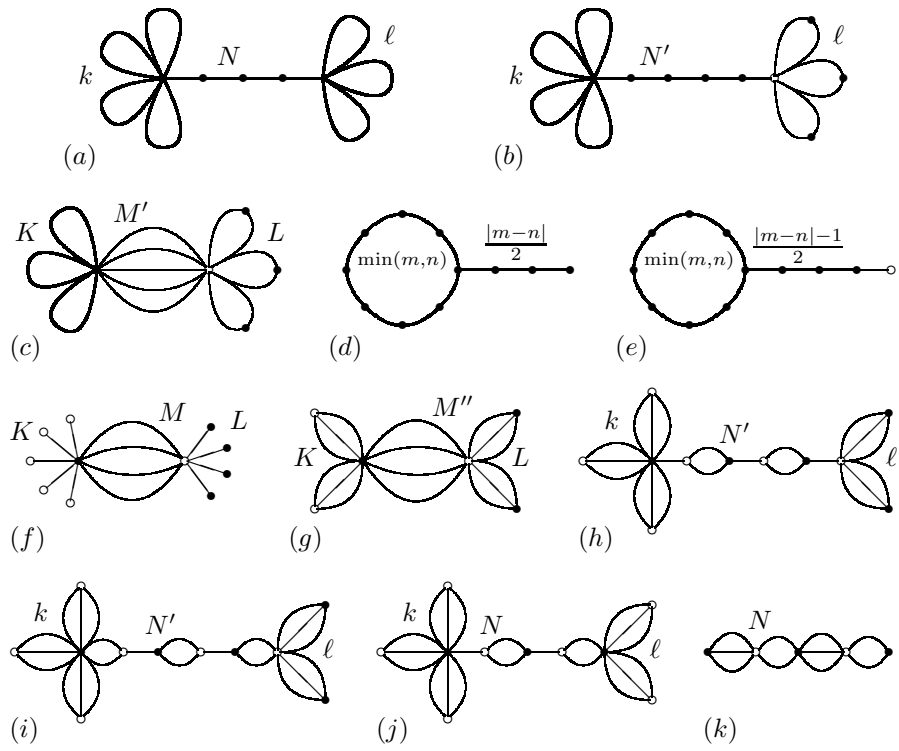 k N ℓ
k N′ ℓ
(a) (b)
K M′ L
min(m,n) |m−n|/2
min(m,n) |m−n|−1/2
(c) (d) (e)
K M L
K M″ L
k N′ ℓ
(f) (g) (h)
k N′ ℓ
k N ℓ
N
(i) (j) (k)